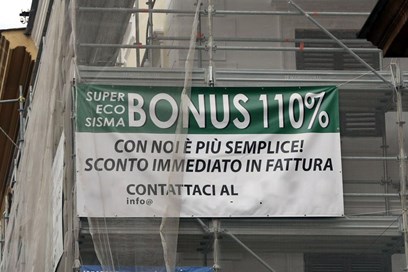 SUPER
ECO
SISMA BONUS 110%
CON NOI È PIÙ SEMPLICE!
SCONTO IMMEDIATO IN FATTURA
CONTATTACI AL
info@